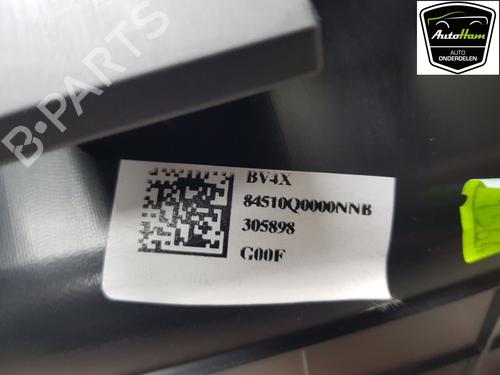 AutoHam
AUTO
ONDERDELEN
B-PARTS
BV4X
84510Q0000NNB
305898
G00F